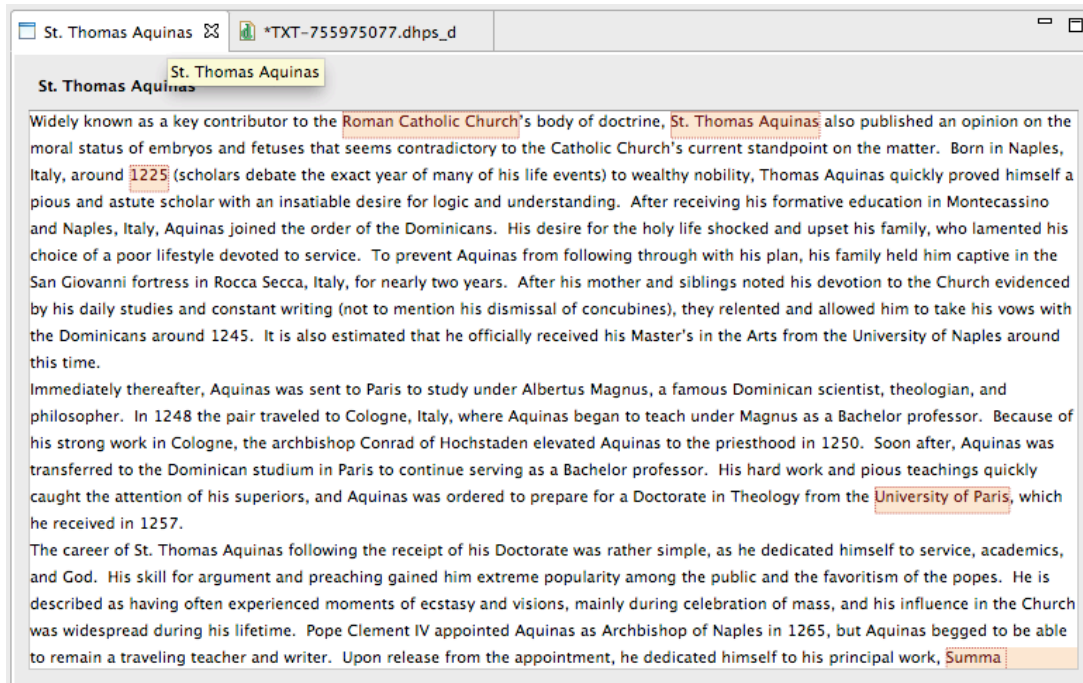 St. Thomas Aquinas
*TXT-755975077.dhps_d
St. Thomas Aquinas
St. Thomas Aquinas
Widely known as a key contributor to the Roman Catholic Church's body of doctrine, St. Thomas Aquinas also published an opinion on the
moral status of embryos and fetuses that seems contradictory to the Catholic Church's current standpoint on the matter.  Born in Naples,
Italy, around 1225 (scholars debate the exact year of many of his life events) to wealthy nobility, Thomas Aquinas quickly proved himself a
pious and astute scholar with an insatiable desire for logic and understanding.  After receiving his formative education in Montecassino
and Naples, Italy, Aquinas joined the order of the Dominicans.  His desire for the holy life shocked and upset his family, who lamented his
choice of a poor lifestyle devoted to service.  To prevent Aquinas from following through with his plan, his family held him captive in the
San Giovanni fortress in Rocca Secca, Italy, for nearly two years.  After his mother and siblings noted his devotion to the Church evidenced
by his daily studies and constant writing (not to mention his dismissal of concubines), they relented and allowed him to take his vows with
the Dominicans around 1245.  It is also estimated that he officially received his Master's in the Arts from the University of Naples around
this time.
Immediately thereafter, Aquinas was sent to Paris to study under Albertus Magnus, a famous Dominican scientist, theologian, and
philosopher.  In 1248 the pair traveled to Cologne, Italy, where Aquinas began to teach under Magnus as a Bachelor professor.  Because of
his strong work in Cologne, the archbishop Conrad of Hochstaden elevated Aquinas to the priesthood in 1250.  Soon after, Aquinas was
transferred to the Dominican studium in Paris to continue serving as a Bachelor professor.  His hard work and pious teachings quickly
caught the attention of his superiors, and Aquinas was ordered to prepare for a Doctorate in Theology from the University of Paris, which
he received in 1257.
The career of St. Thomas Aquinas following the receipt of his Doctorate was rather simple, as he dedicated himself to service, academics,
and God.  His skill for argument and preaching gained him extreme popularity among the public and the favoritism of the popes.  He is
described as having often experienced moments of ecstasy and visions, mainly during celebration of mass, and his influence in the Church
was widespread during his lifetime.  Pope Clement IV appointed Aquinas as Archbishop of Naples in 1265, but Aquinas begged to be able
to remain a traveling teacher and writer.  Upon release from the appointment, he dedicated himself to his principal work, Summa